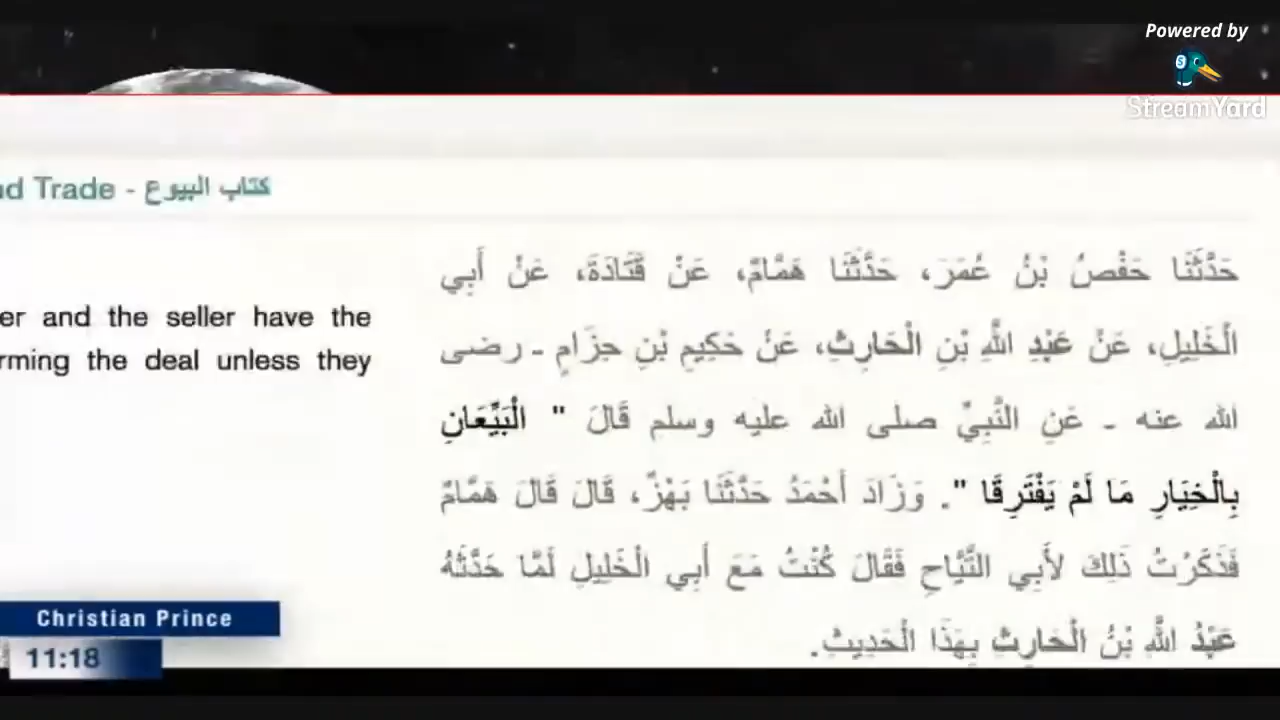 Powered by
StreamYard
nd Trade - كتاب البيوع
حَدَّثَنَا حَفْصُ بْنُ عُمَرَ، حَدَّثَنَا هَمَّامٌ، عَنْ قَتَادَةَ، عَنْ أَبِي
الْخَلِيلِ، عَنْ عَبْدِ اللَّهِ بْنِ الْحَارِثِ، عَنْ حَكِيمِ بْنِ حِزَامٍ ـ رضى
الله عنه ـ عَنِ النَّبِيِّ صلى الله عليه وسلم قَالَ " الْبَيِّعَانِ
بِالْخِيَارِ مَا لَمْ يَفْتَرِقَا ". وَزَادَ أَحْمَدُ حَدَّثَنَا بَهْزٌ، قَالَ قَالَ هَمَّامٌ
فَذَكَرْتُ ذَلِكَ لأَبِي التَّيَّاحِ فَقَالَ كُنْتُ مَعَ أَبِي الْخَلِيلِ لَمَّا حَدَّثَهُ
عَبْدُ اللَّهِ بْنُ الْحَارِثِ بِهَذَا الْحَدِيثِ.
er and the seller have the
rming the deal unless they
Christian Prince
11:18